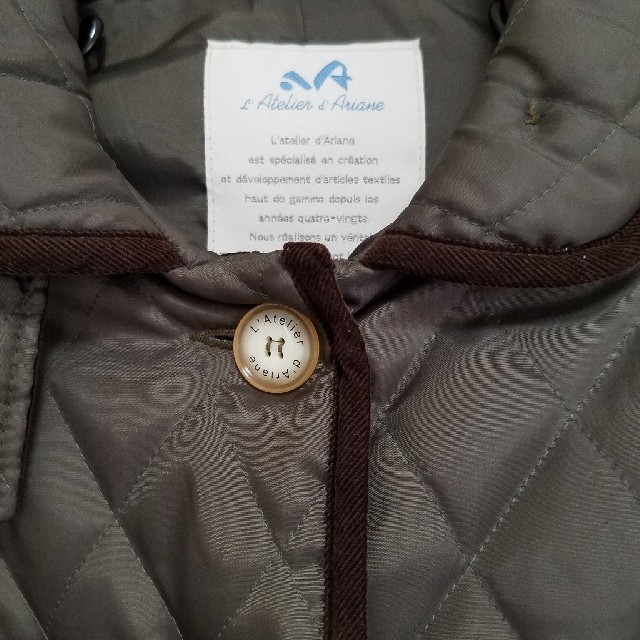 L'Atelier d'Ariane
L'atelier d'Ariane
est spécialisé en création
et développement d'articles textiles
haut de gamme depuis les
années quatre-vingts.
Nous réalisons un
L'Atelier
d'Ariane